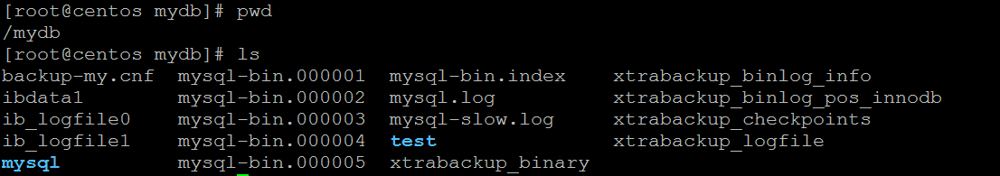 [root@centos mydb]# pwd
/mydb
[root@centos mydb]# ls
backup-my.cnf  mysql-bin.000001  mysql-bin.index    xtrabackup_binlog_info
ibdata1        mysql-bin.000002  mysql.log          xtrabackup_binlog_pos_innodb
ib_logfile0    mysql-bin.000003  mysql-slow.log     xtrabackup_checkpoints
ib_logfile1    mysql-bin.000004  test               xtrabackup_logfile
mysql          mysql-bin.000005  xtrabackup_binary